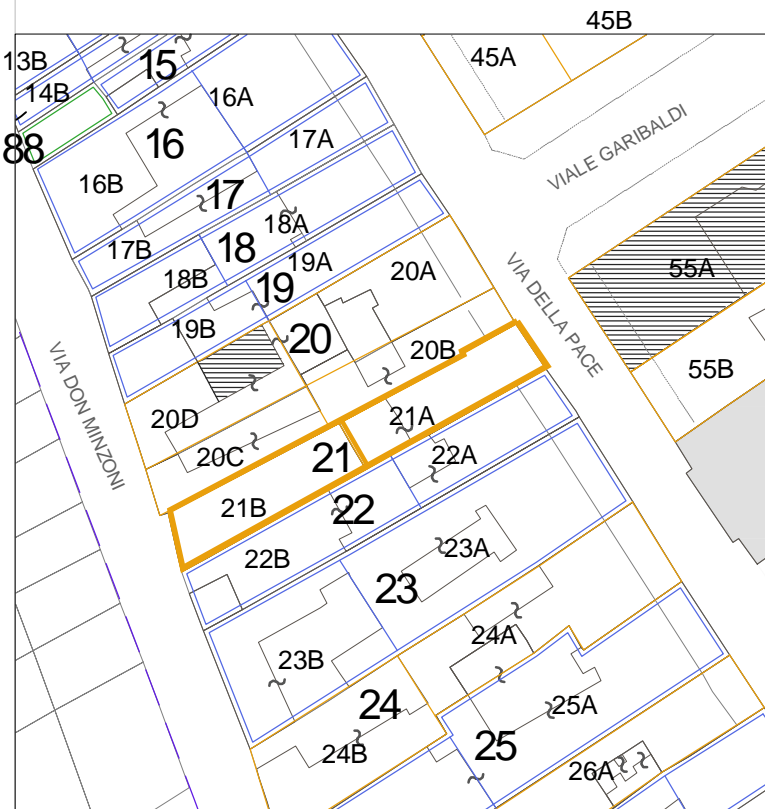 45B
45A
13B
15
14B
16A
88
16
17A
VIALE GARIBALDI
16B
17
18A
17B
18
19A
18B
19
20A
55A
VIA DELLA PACE
19B
20
20B
55B
VIA DON MINZONI
20D
21A
20C
21
22A
21B
22
23A
22B
23
24A
23B
24
25A
24B
25
26A